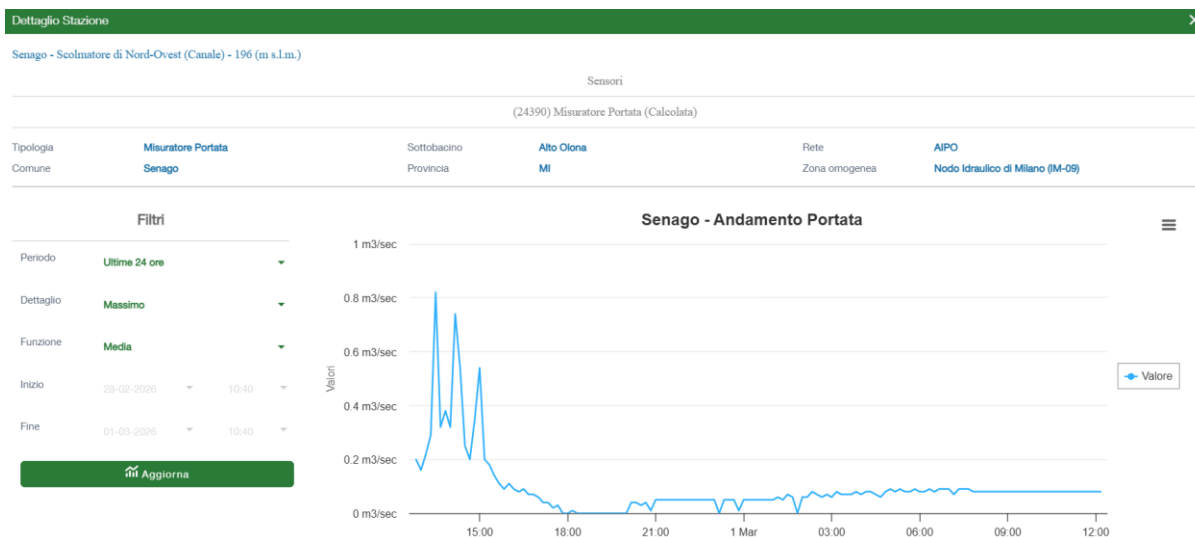 Dettaglio Stazione
Senago - Scolmatore di Nord-Ovest (Canale) - 196 (m s.l.m.)
Sensori
(24390) Misuratore Portata (Calcolata)
Tipologia Misuratore Portata Sottobacino Alto Olona Rete AIPO
Comune Senago Provincia MI Zona omogenea Nodo Idraulico di Milano (IM-09)
Filtri
Periodo Ultime 24 ore
Dettaglio Massimo
Funzione Media
Inizio 28-02-2026 10:40
Fine 01-03-2026 10:40
Aggiorna
Senago - Andamento Portata
1 m3/sec
0.8 m3/sec
0.6 m3/sec
0.4 m3/sec
0.2 m3/sec
0 m3/sec
Valori
15:00 18:00 21:00 1 Mar 03:00 06:00 09:00 12:00
Valore